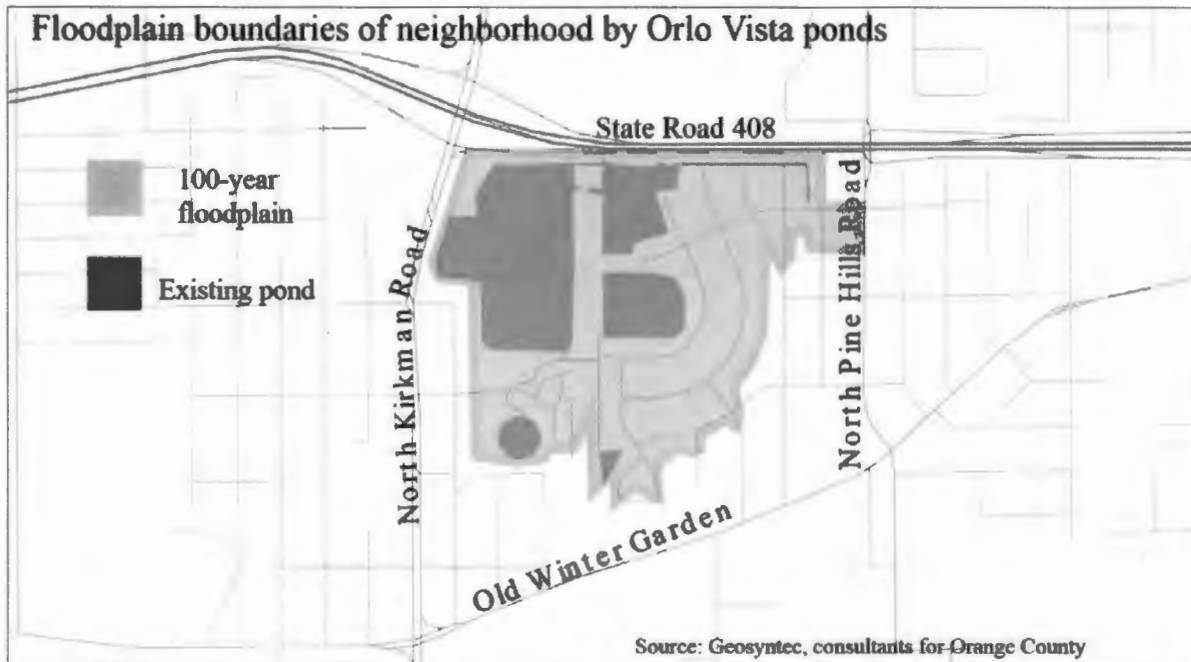 Floodplain boundaries of neighborhood by Orlo Vista ponds
State Road 408
100-year
floodplain
Existing pond
North Kirkman Road
North Pine Hills Road
Old Winter Garden
Source: Geosyntec, consultants for Orange County